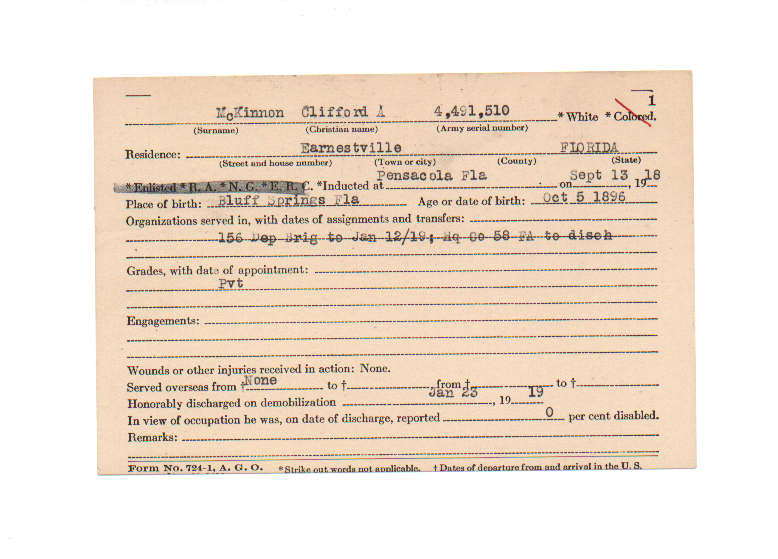 1
McKinnon Clifford A 4,491,510 * White * Colored.
(Surname) (Christian name) (Army serial number)
Residence: Earnestville FLORIDA
(Street and house number) (Town or city) (County) (State)
* Enlisted * R. A. * N. G. * E. R. C. *Inducted at Pensacola Fla on Sept 13, 1918
Place of birth: Bluff Springs Fla Age or date of birth: Oct 5 1896
Organizations served in, with dates of assignments and transfers:
156 Dep Brig to Jan 12/19; Hq Co 58 FA to disch
Grades, with date of appointment:
Pvt
Engagements:
Wounds or other injuries received in action: None.
Served overseas from † None to †, from † to †
Honorably discharged on demobilization Jan 23, 1919
In view of occupation he was, on date of discharge, reported 0 per cent disabled.
Remarks:
Form No. 724-1, A. G. O. *Strike out words not applicable. † Dates of departure from and arrival in the U. S.